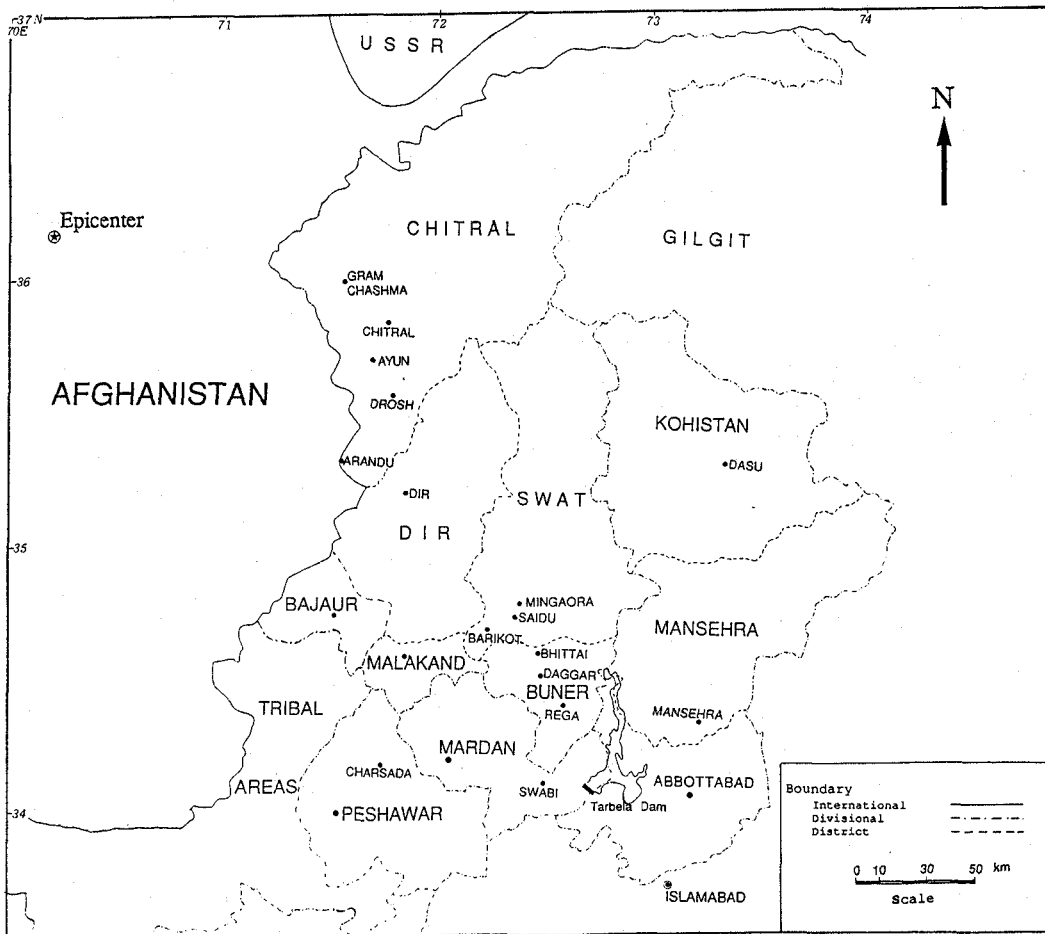 37 N
70E
71
72
73
74
USSR
N
Epicenter
CHITRAL
GILGIT
36
GRAM
CHASHMA
CHITRAL
AYUN
AFGHANISTAN
DROSH
KOHISTAN
ARANDU
DASU
DIR
SWAT
DIR
35
BAJAUR
MINGAORA
SAIDU
BARIKOT
MANSEHRA
MALAKAND
BHITTAI
DAGGAR
BUNER
TRIBAL
REGA
MANSEHRA
MARDAN
CHARSADA
AREAS
SWABI
ABBOTTABAD
Tarbela Dam
34
PESHAWAR
ISLAMABAD
Boundary
International
Divisional
District
0 10 30 50 km
Scale